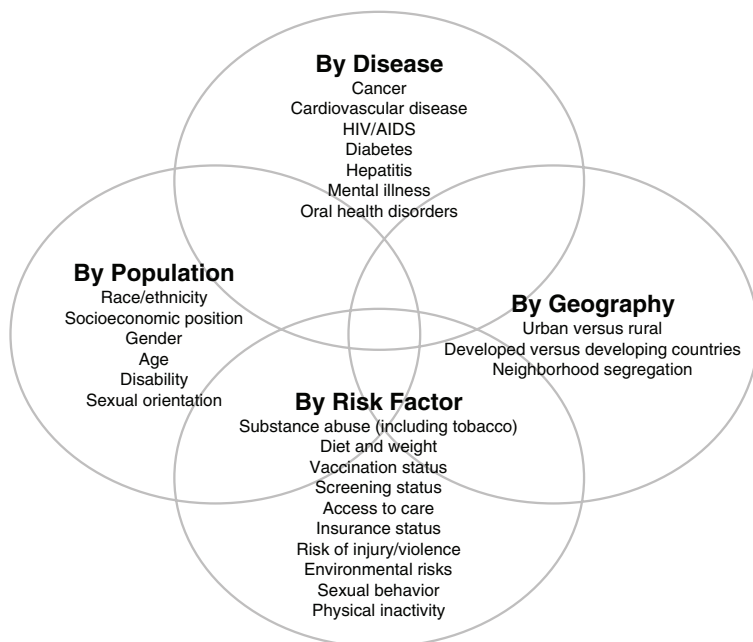 By Disease
Cancer
Cardiovascular disease
HIV/AIDS
Diabetes
Hepatitis
Mental illness
Oral health disorders
By Population
Race/ethnicity
Socioeconomic position
Gender
Age
Disability
Sexual orientation
By Geography
Urban versus rural
Developed versus developing countries
Neighborhood segregation
By Risk Factor
Substance abuse (including tobacco)
Diet and weight
Vaccination status
Screening status
Access to care
Insurance status
Risk of injury/violence
Environmental risks
Sexual behavior
Physical inactivity